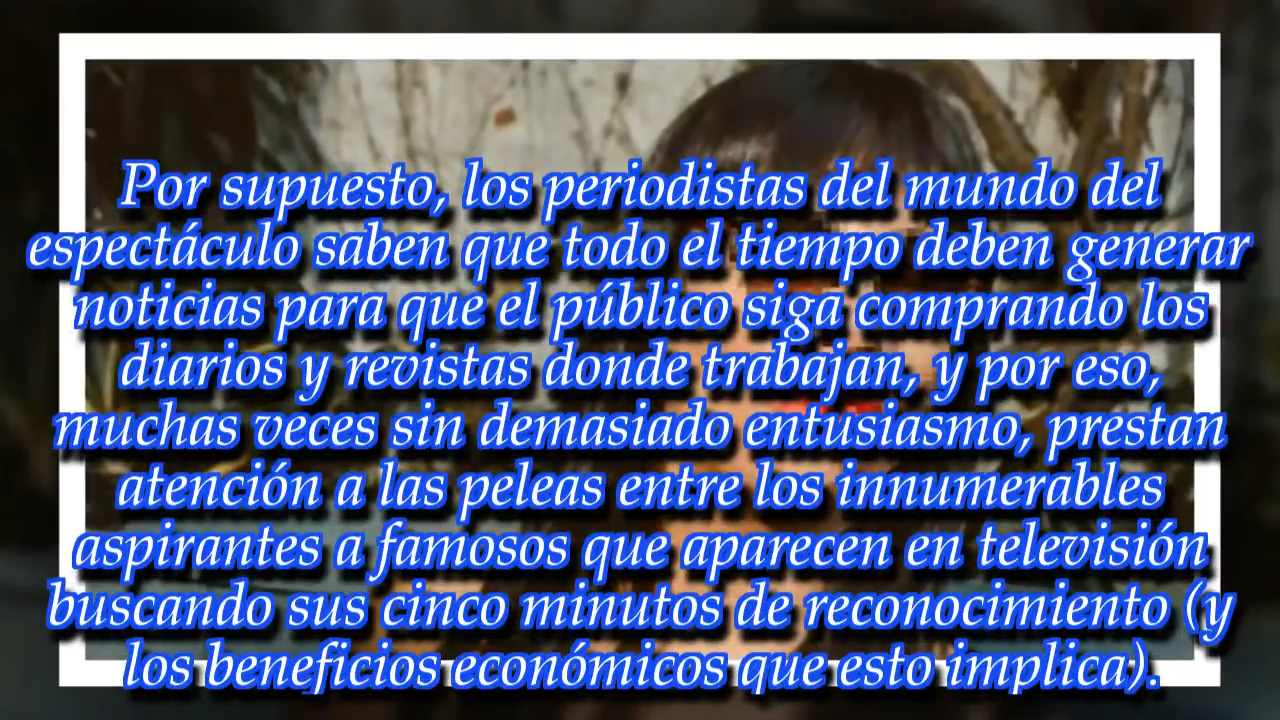 Por supuesto, los periodistas del mundo del
espectáculo saben que todo el tiempo deben generar
noticias para que el público siga comprando los
diarios y revistas donde trabajan, y por eso,
muchas veces sin demasiado entusiasmo, prestan
atención a las peleas entre los innumerables
aspirantes a famosos que aparecen en televisión
buscando sus cinco minutos de reconocimiento (y
los beneficios económicos que esto implica).